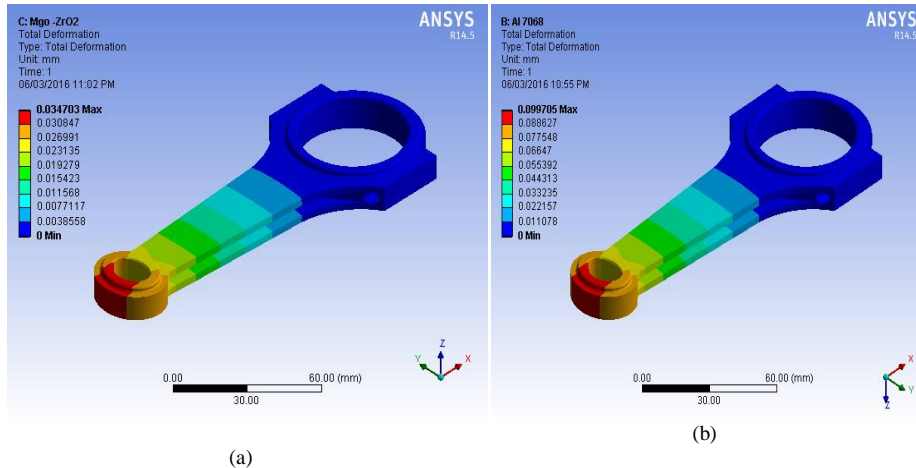 C: Mgo -ZrO2
Total Deformation
Type: Total Deformation
Unit: mm
Time: 1
06/03/2016 11:02 PM
ANSYS
R14.5
0.034703 Max
0.030847
0.026991
0.023135
0.019279
0.015423
0.011568
0.0077117
0.0038558
0 Min
0.00
60.00 (mm)
30.00
Z
Y
X
(a)
B: Al 7068
Total Deformation
Type: Total Deformation
Unit: mm
Time: 1
06/03/2016 10:55 PM
ANSYS
R14.5
0.099705 Max
0.088627
0.077548
0.06647
0.055392
0.044313
0.033235
0.022157
0.011078
0 Min
0.00
60.00 (mm)
30.00
X
Y
Z
(b)